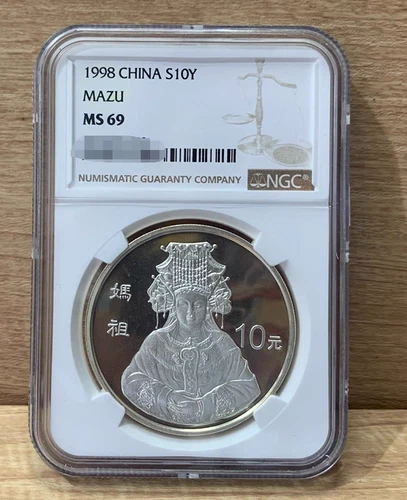 1998 CHINA S10Y
MAZU
MS 69
NUMISMATIC GUARANTY COMPANY
NGC
媽
祖
10元